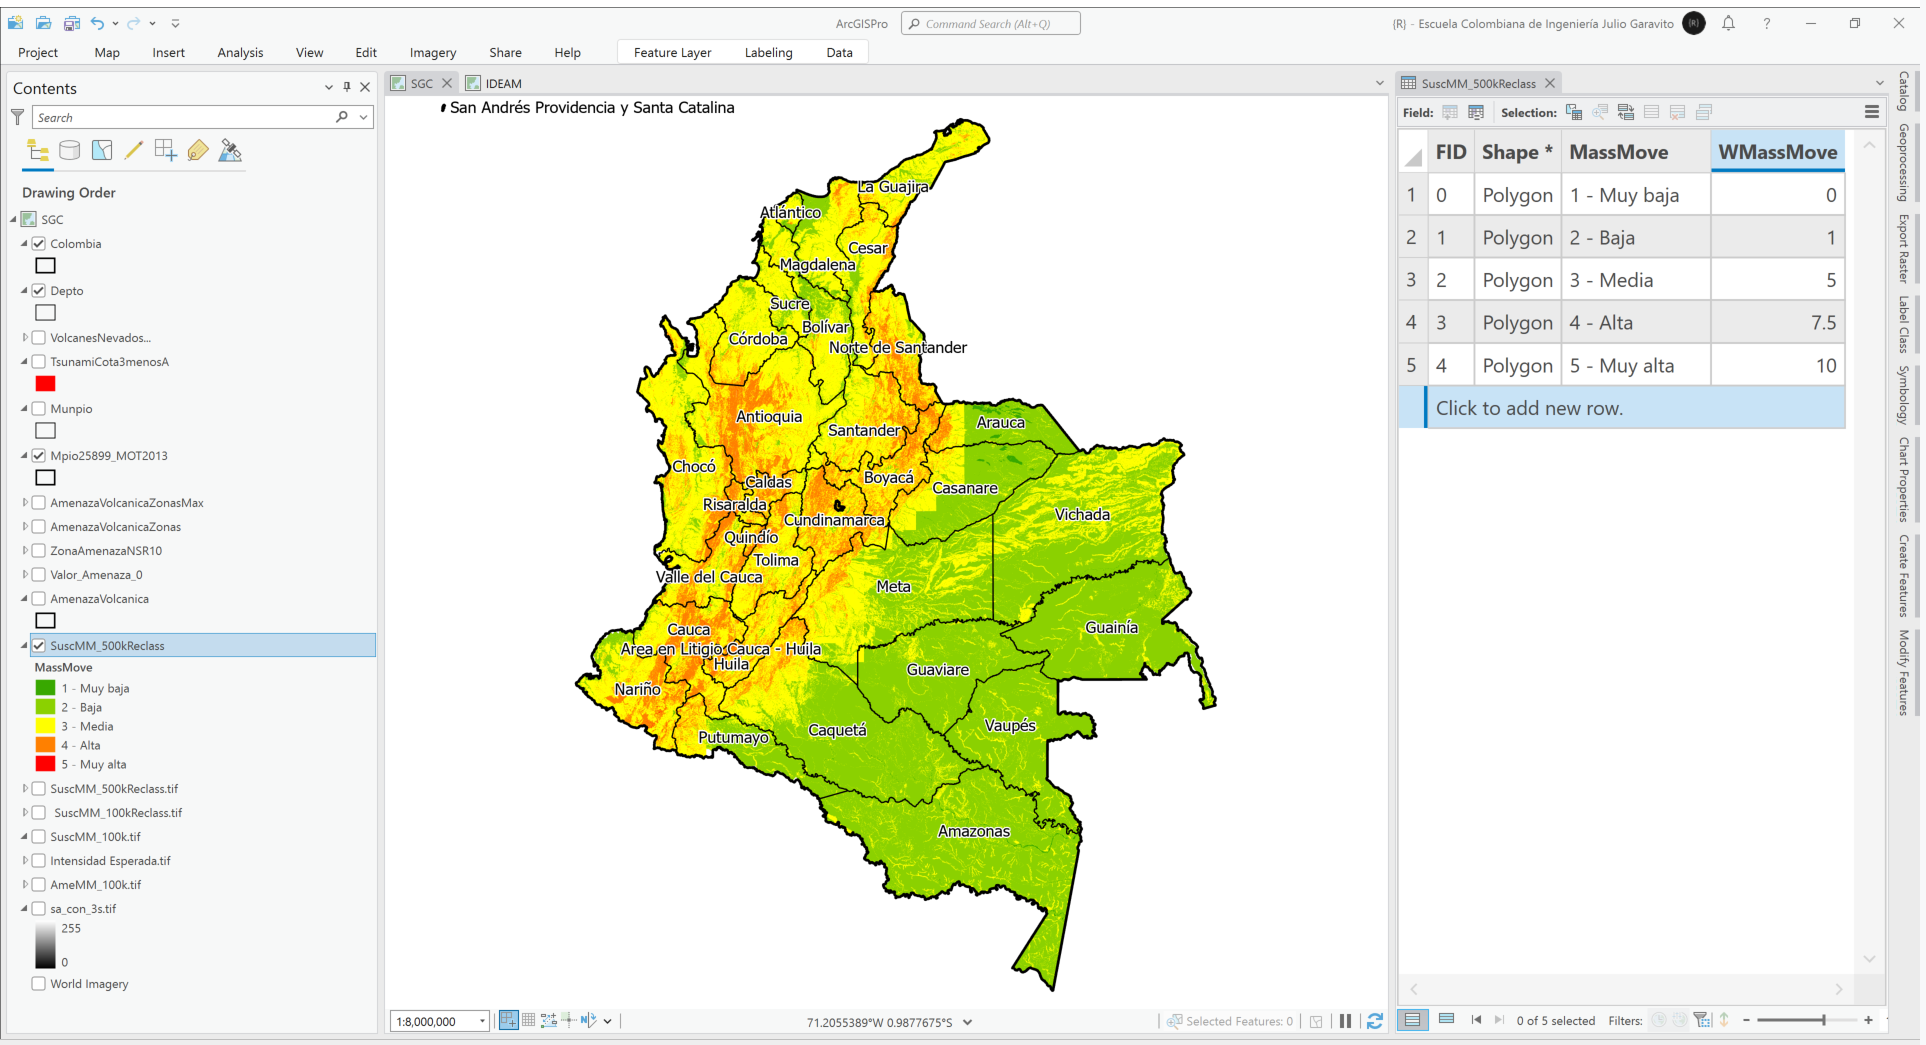 ArcGISPro
Command Search (Alt+Q)
(R) - Escuela Colombiana de Ingeniería Julio Garavito
(R)
?
Project
Map
Insert
Analysis
View
Edit
Imagery
Share
Help
Feature Layer
Labeling
Data
Contents
Search
Drawing Order
SGC
Colombia
Depto
VolcanesNevados...
TsunamiCota3menosA
Munpio
Mpio25899_MOT2013
AmenazaVolcanicaZonasMax
AmenazaVolcanicaZonas
ZonaAmenazaNSR10
Valor_Amenaza_0
AmenazaVolcanica
SuscMM_500kReclass
MassMove
1 - Muy baja
2 - Baja
3 - Media
4 - Alta
5 - Muy alta
SuscMM_500kReclass.tif
SuscMM_100kReclass.tif
SuscMM_100k.tif
Intensidad Esperada.tif
AmeMM_100k.tif
sa_con_3s.tif
255
0
World Imagery
SGC
IDEAM
San Andrés Providencia y Santa Catalina
La Guajira
Atlántico
Cesar
Magdalena
Sucre
Bolívar
Córdoba
Norte de Santander
Antioquia
Santander
Arauca
Chocó
Caldas
Boyacá
Casanare
Risaralda
Cundinamarca
Vichada
Quindío
Tolima
Valle del Cauca
Meta
Cauca
Guainía
Area en Litigio Cauca - Huila
Huila
Guaviare
Nariño
Caquetá
Vaupés
Putumayo
Amazonas
1:8,000,000
N
71.2055389°W 0.9877675°S
Selected Features: 0
SuscMM_500kReclass
Field:
Selection:
FID Shape * MassMove WMassMove
1 0 Polygon 1 - Muy baja 0
2 1 Polygon 2 - Baja 1
3 2 Polygon 3 - Media 5
4 3 Polygon 4 - Alta 7.5
5 4 Polygon 5 - Muy alta 10
Click to add new row.
0 of 5 selected
Filters:
- +
Catalog
Geoprocessing
Export Raster
Label Class
Symbology
Chart Properties
Create Features
Modify Features